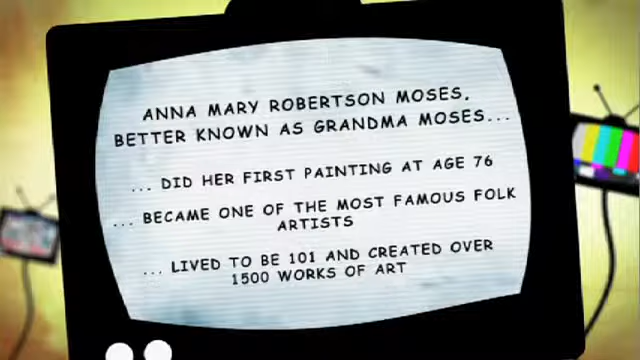 ANNA MARY ROBERTSON MOSES,
BETTER KNOWN AS GRANDMA MOSES...
... DID HER FIRST PAINTING AT AGE 76
... BECAME ONE OF THE MOST FAMOUS FOLK
ARTISTS
... LIVED TO BE 101 AND CREATED OVER
1500 WORKS OF ART